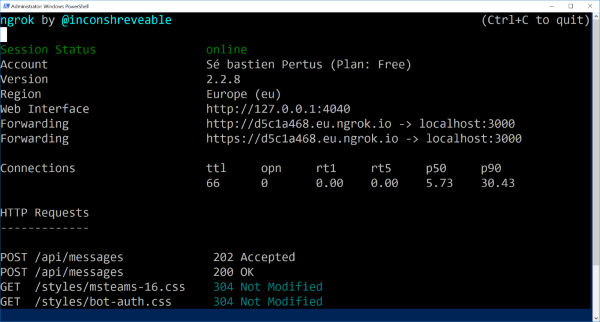 Administrator: Windows PowerShell
ngrok by @inconshreveable (Ctrl+C to quit)
Session Status online
Account Sé bastien Pertus (Plan: Free)
Version 2.2.8
Region Europe (eu)
Web Interface http://127.0.0.1:4040
Forwarding http://d5c1a468.eu.ngrok.io -> localhost:3000
Forwarding https://d5c1a468.eu.ngrok.io -> localhost:3000
Connections ttl opn rt1 rt5 p50 p90
66 0 0.00 0.00 5.73 30.43
HTTP Requests
-------------
POST /api/messages 202 Accepted
POST /api/messages 200 OK
GET /styles/msteams-16.css 304 Not Modified
GET /styles/bot-auth.css 304 Not Modified